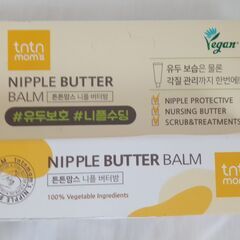 tntn
mom's
NIPPLE BUTTER
BALM
튼튼맘스 니플 버터밤
#유두보호 #니플수딩
Vegan
유두 보습은 물론
각질 관리까지 한번에
NIPPLE PROTECTIVE
NURSING BUTTER
SCRUB&TREATMENTS
NIPPLE BUTTER BALM
튼튼맘스 니플 버터밤
100% Vegetable Ingredients
tntn
mom's